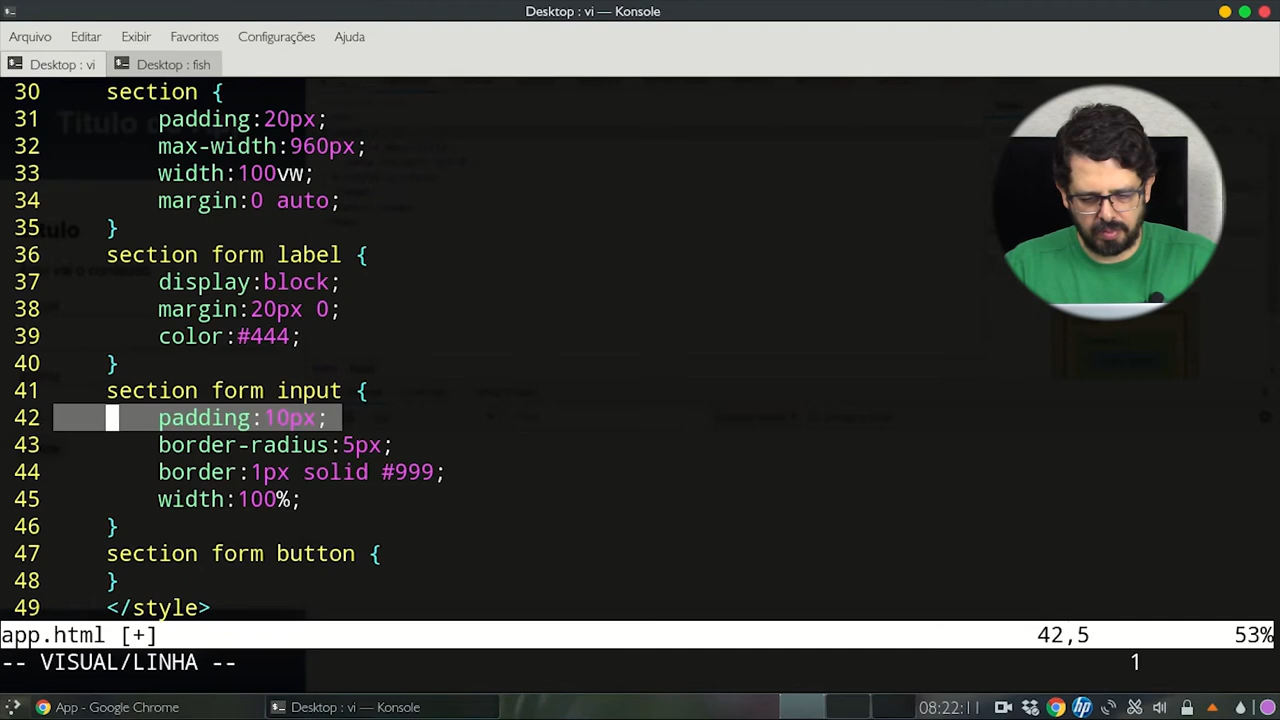 Desktop : vi — Konsole
Arquivo Editar Exibir Favoritos Configurações Ajuda
Desktop : vi Desktop : fish
30 section {
31 padding:20px;
32 max-width:960px;
33 width:100vw;
34 margin:0 auto;
35 }
36 section form label {
37 display:block;
38 margin:20px 0;
39 color:#444;
40 }
41 section form input {
42 padding:10px;
43 border-radius:5px;
44 border:1px solid #999;
45 width:100%;
46 }
47 section form button {
48 }
49 </style>
app.html [+] 42,5 53%
-- VISUAL/LINHA -- 1
App - Google Chrome Desktop : vi — Konsole 08:22:11